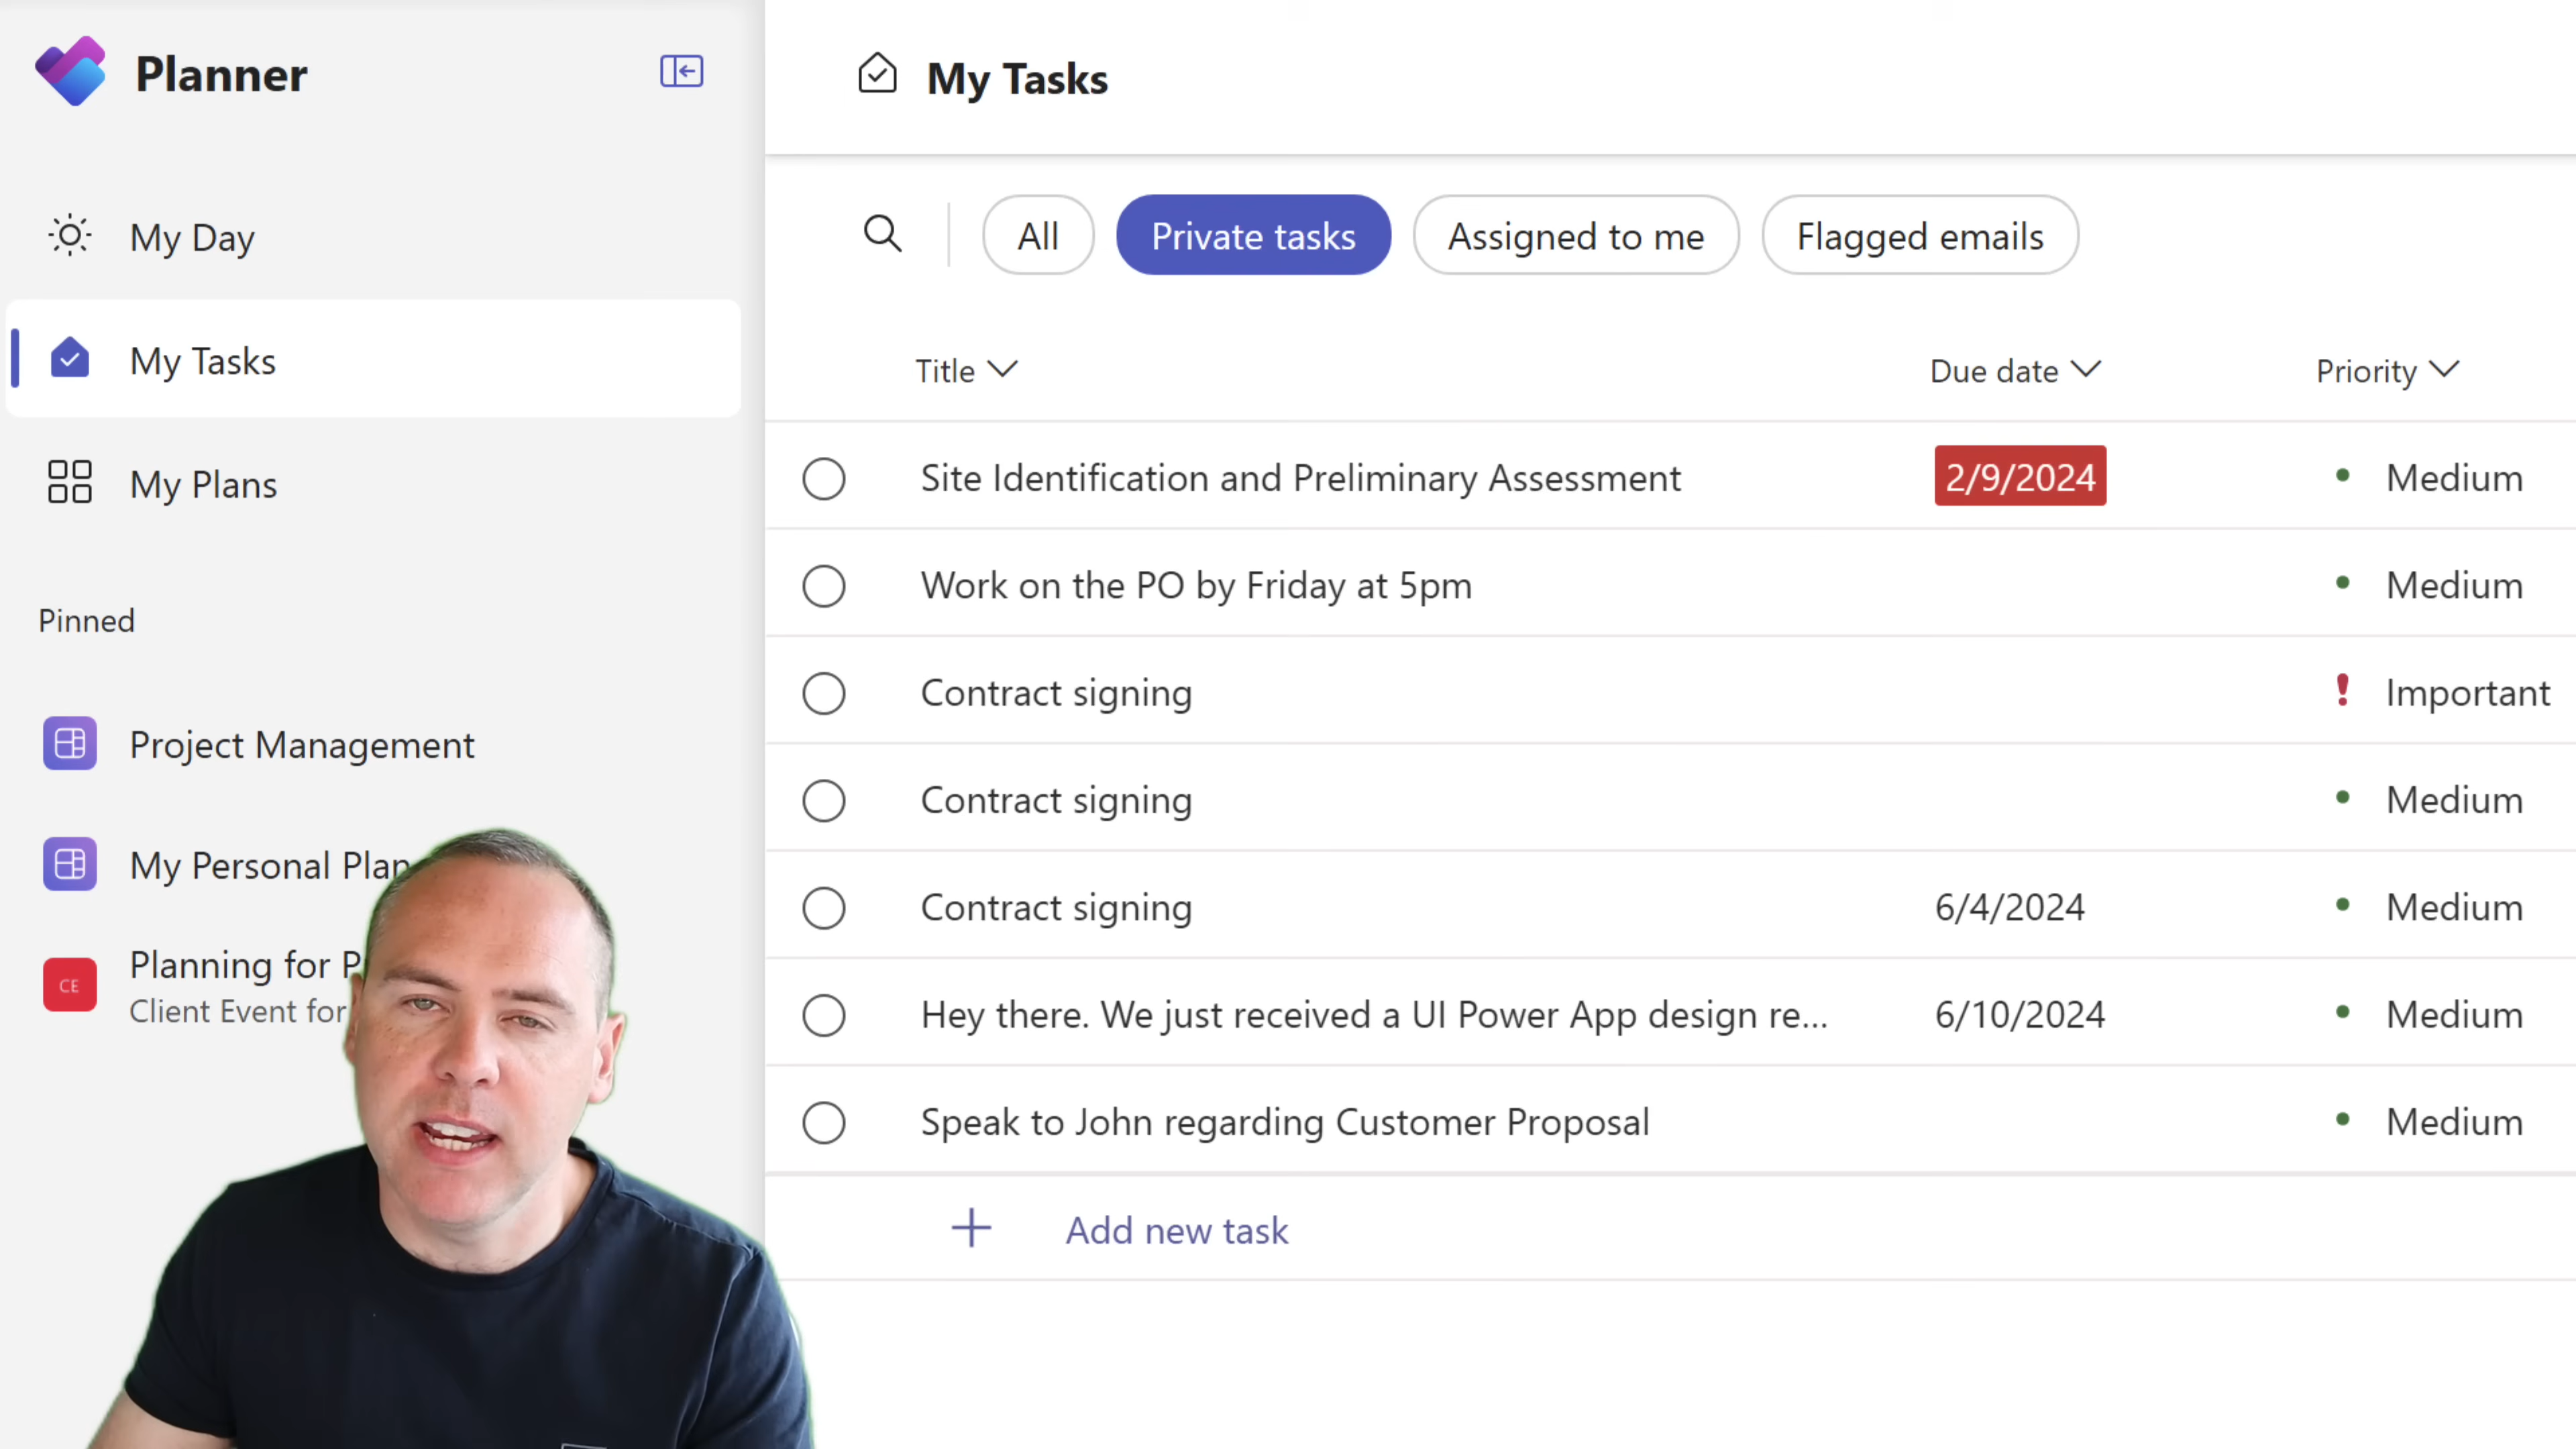 Planner
My Day
My Tasks
My Plans
Pinned
Project Management
My Personal Plan
Planning for P
CE
Client Event for
My Tasks
All
Private tasks
Assigned to me
Flagged emails
Title
Due date
Priority
Site Identification and Preliminary Assessment 2/9/2024 Medium
Work on the PO by Friday at 5pm Medium
Contract signing Important
Contract signing Medium
Contract signing 6/4/2024 Medium
Hey there. We just received a UI Power App design re... 6/10/2024 Medium
Speak to John regarding Customer Proposal Medium
Add new task